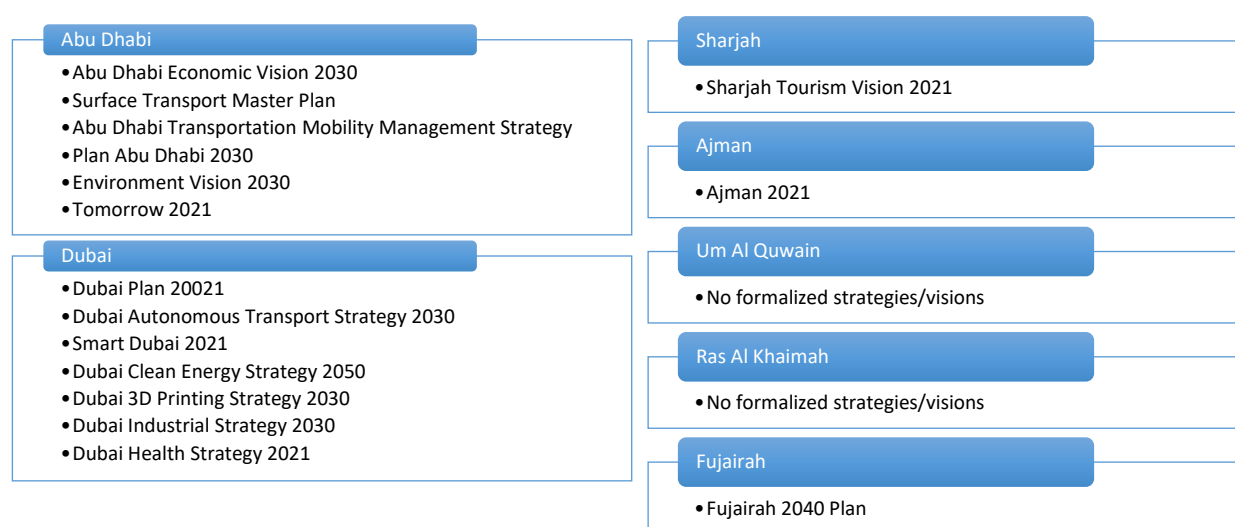 Abu Dhabi
•Abu Dhabi Economic Vision 2030
•Surface Transport Master Plan
•Abu Dhabi Transportation Mobility Management Strategy
•Plan Abu Dhabi 2030
•Environment Vision 2030
•Tomorrow 2021
Dubai
•Dubai Plan 20021
•Dubai Autonomous Transport Strategy 2030
•Smart Dubai 2021
•Dubai Clean Energy Strategy 2050
•Dubai 3D Printing Strategy 2030
•Dubai Industrial Strategy 2030
•Dubai Health Strategy 2021
Sharjah
•Sharjah Tourism Vision 2021
Ajman
•Ajman 2021
Um Al Quwain
•No formalized strategies/visions
Ras Al Khaimah
•No formalized strategies/visions
Fujairah
•Fujairah 2040 Plan